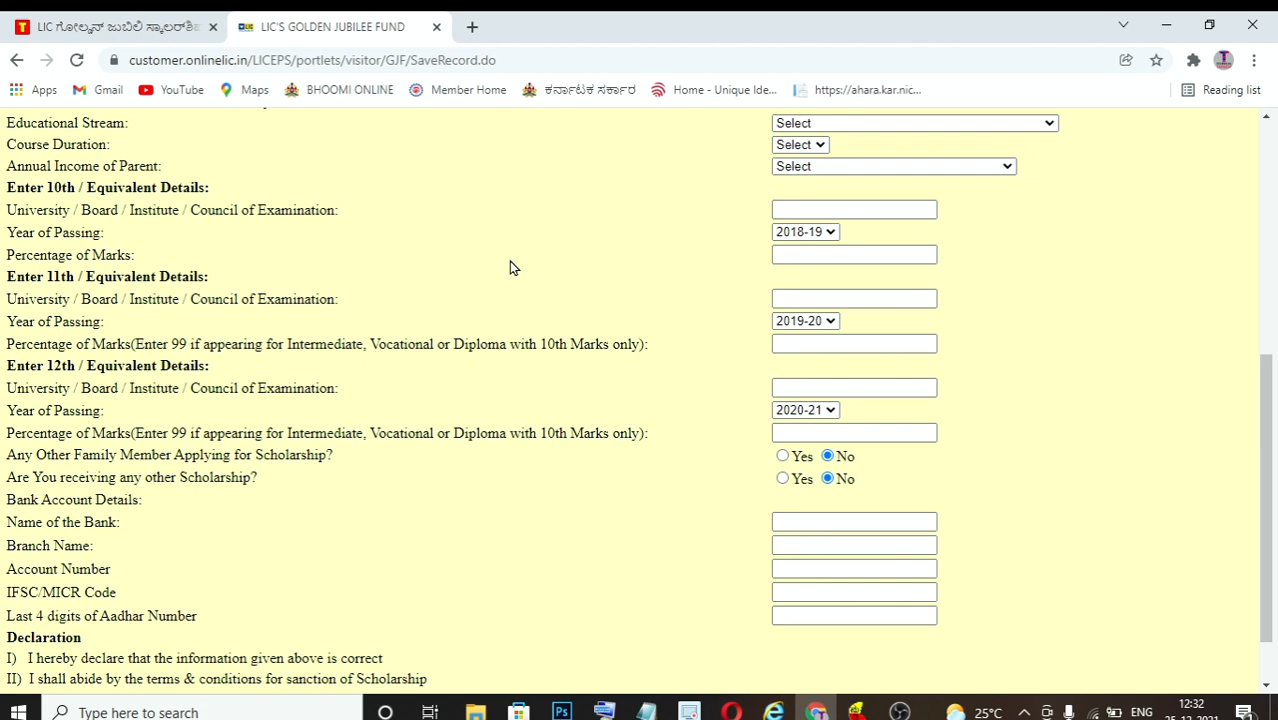 LIC ಗೋಲ್ಡನ್ ಜುಬಿಲಿ ಸ್ಕಾಲರ್‌ಶಿ
LIC'S GOLDEN JUBILEE FUND
customer.onlinelic.in/LICEPS/portlets/visitor/GJF/SaveRecord.do
Apps Gmail YouTube Maps BHOOMI ONLINE Member Home ಕರ್ನಾಟಕ ಸರ್ಕಾರ Home - Unique Ide... https://ahara.kar.nic... Reading list
Educational Stream: Select
Course Duration: Select
Annual Income of Parent: Select
Enter 10th / Equivalent Details:
University / Board / Institute / Council of Examination:
Year of Passing: 2018-19
Percentage of Marks:
Enter 11th / Equivalent Details:
University / Board / Institute / Council of Examination:
Year of Passing: 2019-20
Percentage of Marks(Enter 99 if appearing for Intermediate, Vocational or Diploma with 10th Marks only):
Enter 12th / Equivalent Details:
University / Board / Institute / Council of Examination:
Year of Passing: 2020-21
Percentage of Marks(Enter 99 if appearing for Intermediate, Vocational or Diploma with 10th Marks only):
Any Other Family Member Applying for Scholarship? Yes No
Are You receiving any other Scholarship? Yes No
Bank Account Details:
Name of the Bank:
Branch Name:
Account Number
IFSC/MICR Code
Last 4 digits of Aadhar Number
Declaration
I) I hereby declare that the information given above is correct
II) I shall abide by the terms & conditions for sanction of Scholarship
Type here to search 25°C ENG 12:32
25-12-2021